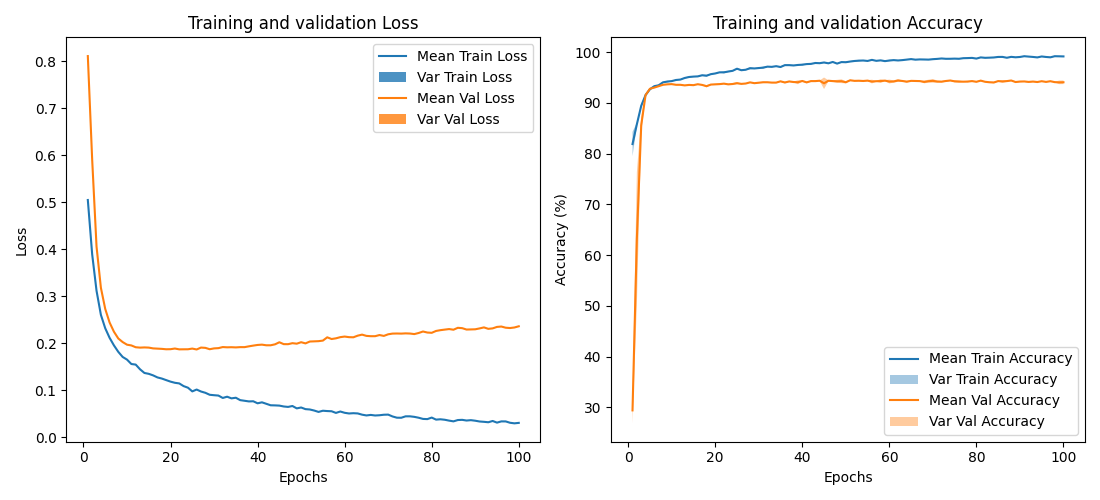 Training and validation Loss
Loss
0.8
0.7
0.6
0.5
0.4
0.3
0.2
0.1
0.0
0
20
40
60
80
100
Epochs
Mean Train Loss
Var Train Loss
Mean Val Loss
Var Val Loss
Training and validation Accuracy
Accuracy (%)
100
90
80
70
60
50
40
30
0
20
40
60
80
100
Epochs
Mean Train Accuracy
Var Train Accuracy
Mean Val Accuracy
Var Val Accuracy